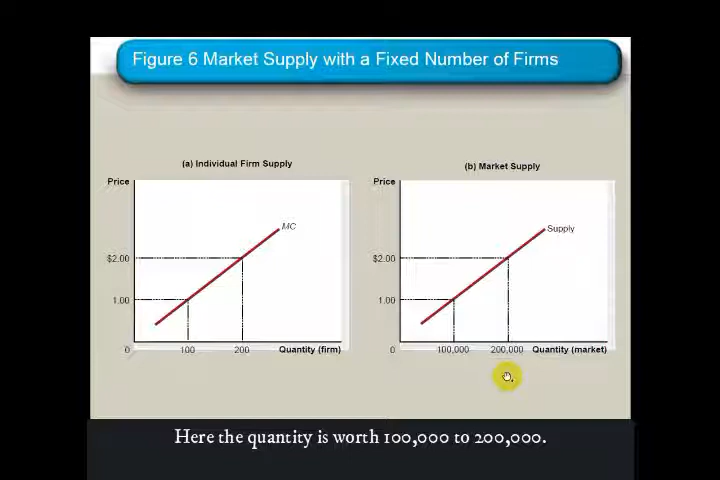 Figure 6 Market Supply with a Fixed Number of Firms
(a) Individual Firm Supply
Price
MC
$2.00
1.00
0
100
200
Quantity (firm)
(b) Market Supply
Price
Supply
$2.00
1.00
0
100,000
200,000
Quantity (market)
Here the quantity is worth 100,000 to 200,000.